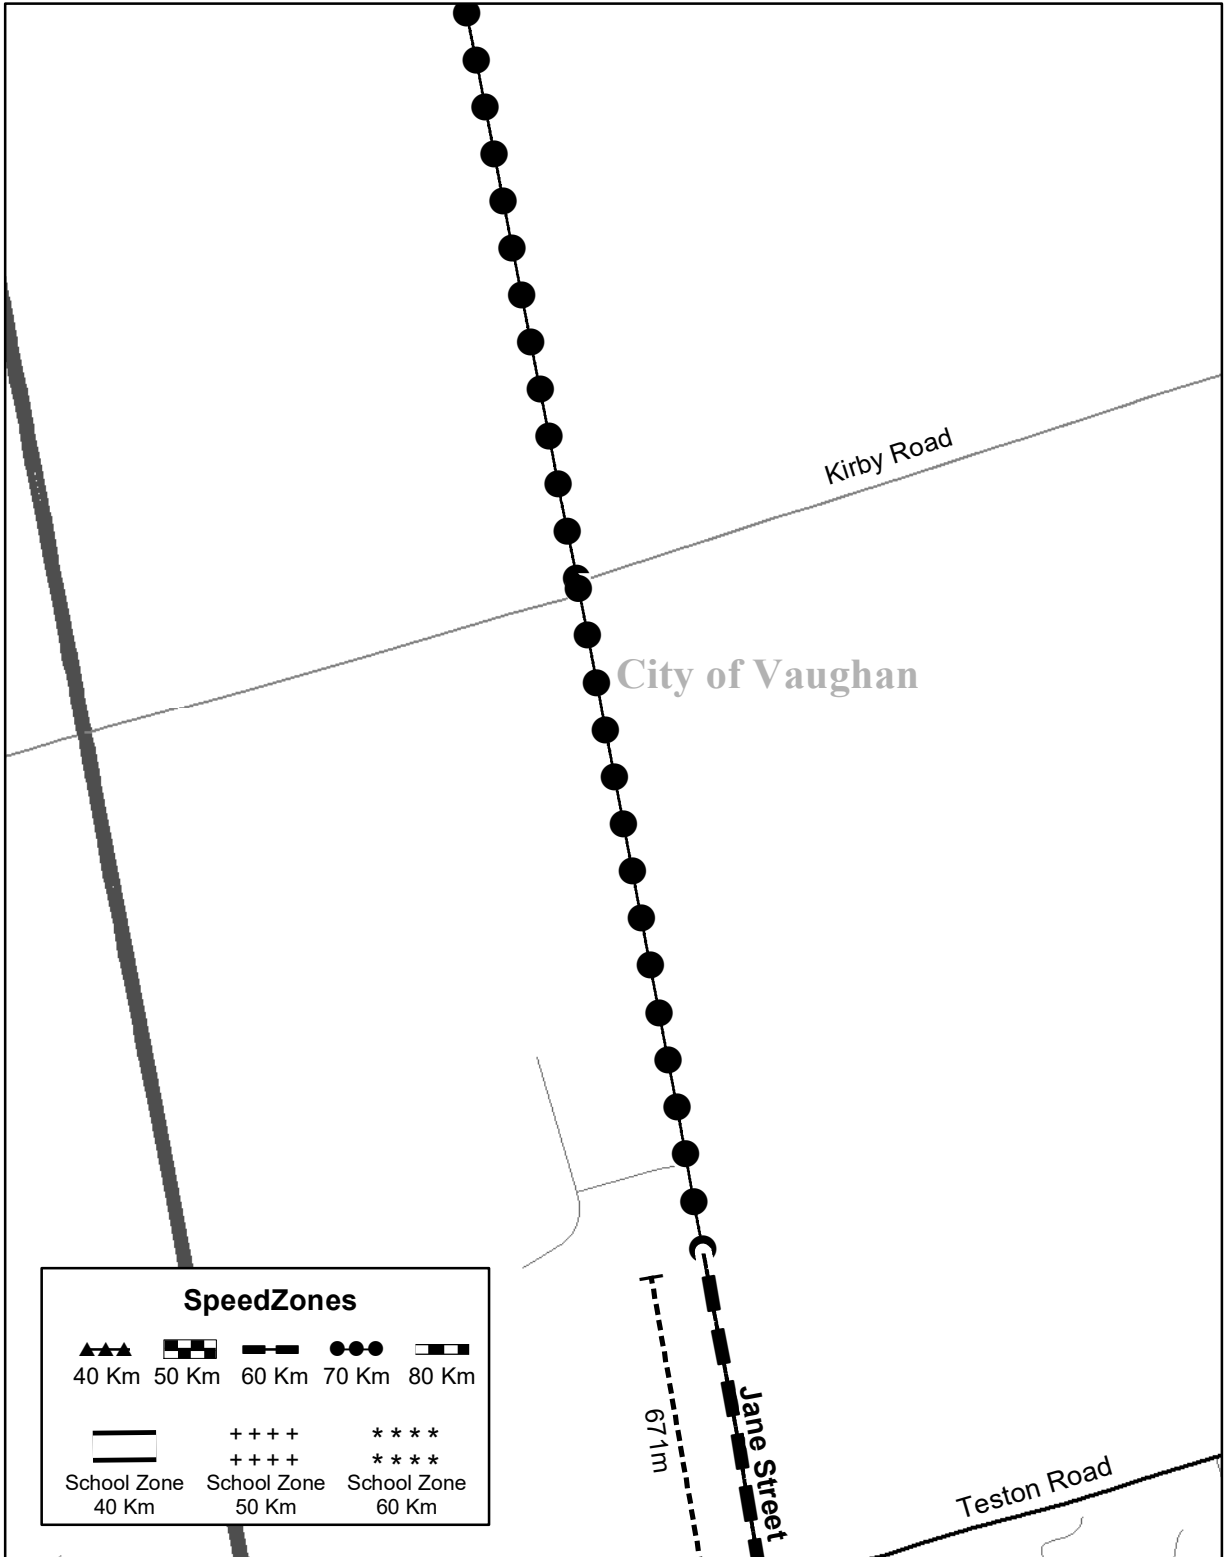 Kirby Road
City of Vaughan
671m
Jane Street
Teston Road
SpeedZones
40 Km 50 Km 60 Km 70 Km 80 Km
++++ ****
++++ ****
School Zone School Zone School Zone
40 Km 50 Km 60 Km